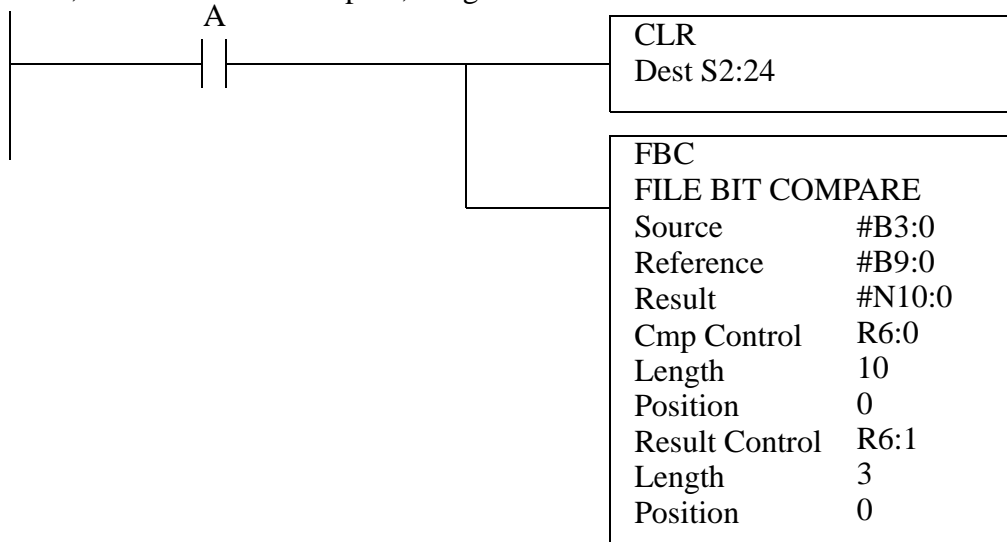 A
CLR
Dest S2:24
FBC
FILE BIT COMPARE
Source #B3:0
Reference #B9:0
Result #N10:0
Cmp Control R6:0
Length 10
Position 0
Result Control R6:1
Length 3
Position 0